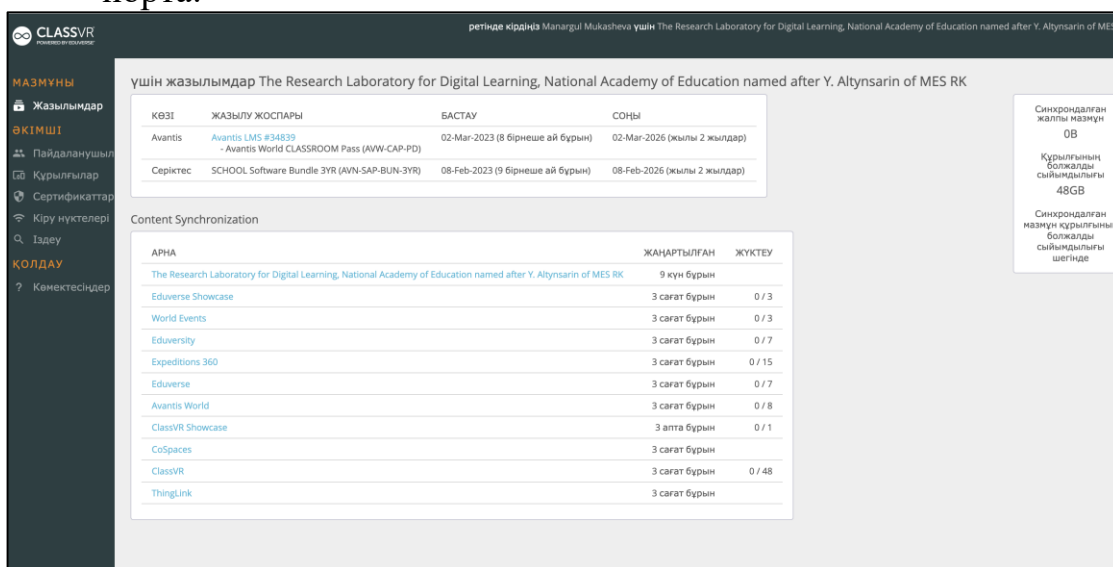 порта.
CLASSVR
POWERED BY EDUVERSE
ретінде кірдіңіз Manargul Mukasheva үшін The Research Laboratory for Digital Learning, National Academy of Education named after Y. Altynsarin of MES
МАЗМҰНЫ
Жазылымдар
ӘКІМШІ
Пайдаланушыл
Құрылғылар
Сертификаттар
Кіру нүктелері
Іздеу
ҚОЛДАУ
? Көмектесіңдер
үшін жазылымдар The Research Laboratory for Digital Learning, National Academy of Education named after Y. Altynsarin of MES RK
КӨЗІ ЖАЗЫЛУ ЖОСПАРЫ БАСТАУ СОҢЫ
Avantis Avantis LMS #34839 02-Mar-2023 (8 бірнеше ай бұрын) 02-Mar-2026 (жылы 2 жылдар)
- Avantis World CLASSROOM Pass (AVW-CAP-PD)
Серіктес SCHOOL Software Bundle 3YR (AVN-SAP-BUN-3YR) 08-Feb-2023 (9 бірнеше ай бұрын) 08-Feb-2026 (жылы 2 жылдар)
Content Synchronization
АРНА ЖАҢАРТЫЛҒАН ЖҮКТЕУ
The Research Laboratory for Digital Learning, National Academy of Education named after Y. Altynsarin of MES RK 9 күн бұрын
Eduverse Showcase 3 сағат бұрын 0 / 3
World Events 3 сағат бұрын 0 / 3
Eduversity 3 сағат бұрын 0 / 7
Expeditions 360 3 сағат бұрын 0 / 15
Eduverse 3 сағат бұрын 0 / 7
Avantis World 3 сағат бұрын 0 / 8
ClassVR Showcase 3 апта бұрын 0 / 1
CoSpaces 3 сағат бұрын
ClassVR 3 сағат бұрын 0 / 48
ThingLink 3 сағат бұрын
Синхрондалған
жалпы мазмұн
0B
Құрылғының
болжалды
сыйымдылығы
48GB
Синхрондалған
мазмұн құрылғының
болжалды
сыйымдылығы
шегінде